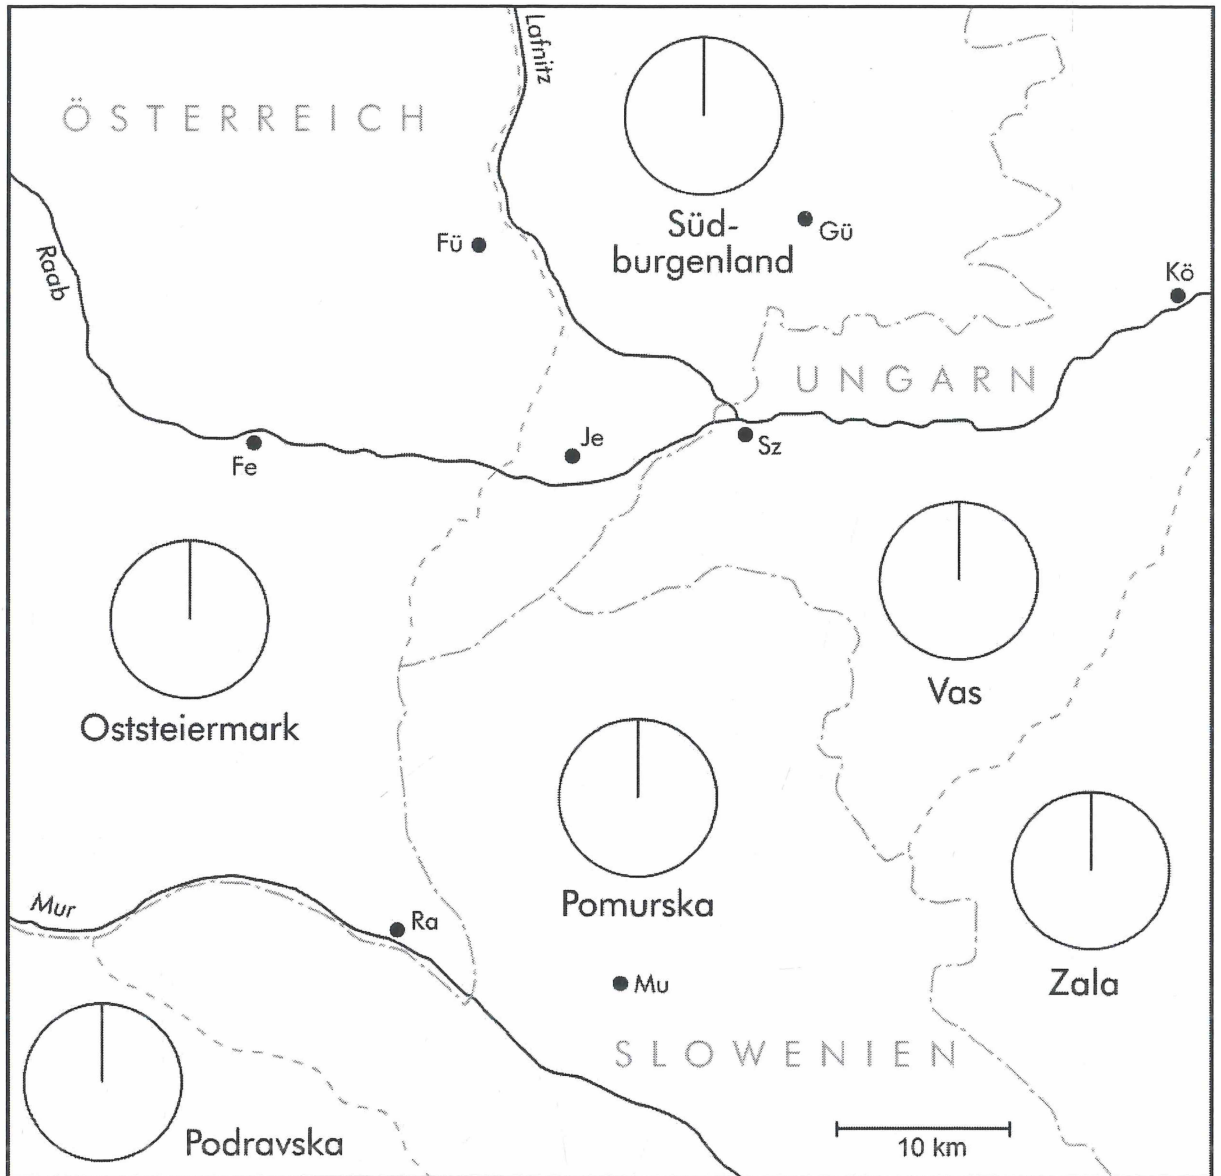 Lafnitz
ÖSTERREICH
Süd-
burgenland
Gü
Fü
Raab
Kö
UNGARN
Je
Sz
Fe
Vas
Oststeiermark
Pomurska
Mur
Ra
Mu
Zala
SLOWENIEN
Podravska
10 km